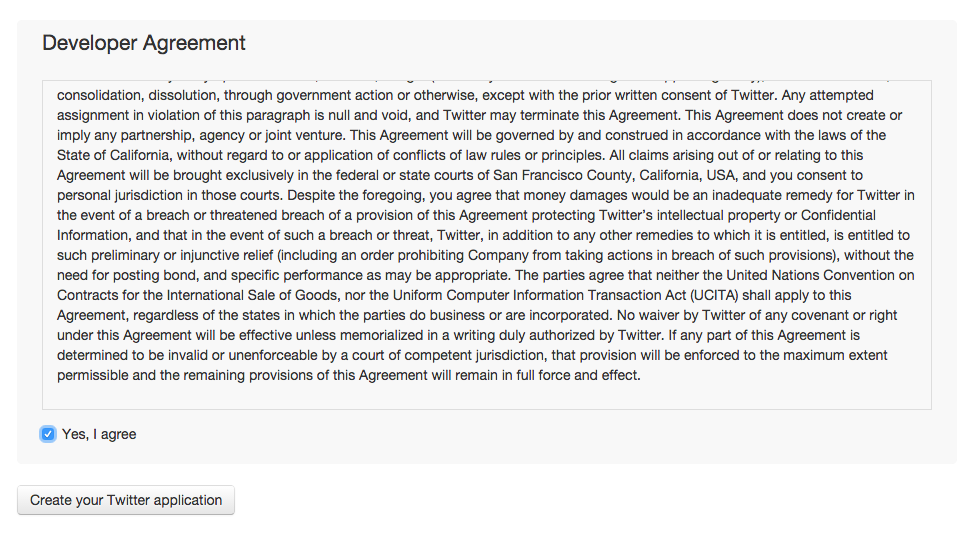 Developer Agreement
consolidation, dissolution, through government action or otherwise, except with the prior written consent of Twitter. Any attempted
assignment in violation of this paragraph is null and void, and Twitter may terminate this Agreement. This Agreement does not create or
imply any partnership, agency or joint venture. This Agreement will be governed by and construed in accordance with the laws of the
State of California, without regard to or application of conflicts of law rules or principles. All claims arising out of or relating to this
Agreement will be brought exclusively in the federal or state courts of San Francisco County, California, USA, and you consent to
personal jurisdiction in those courts. Despite the foregoing, you agree that money damages would be an inadequate remedy for Twitter in
the event of a breach or threatened breach of a provision of this Agreement protecting Twitter’s intellectual property or Confidential
Information, and that in the event of such a breach or threat, Twitter, in addition to any other remedies to which it is entitled, is entitled to
such preliminary or injunctive relief (including an order prohibiting Company from taking actions in breach of such provisions), without the
need for posting bond, and specific performance as may be appropriate. The parties agree that neither the United Nations Convention on
Contracts for the International Sale of Goods, nor the Uniform Computer Information Transaction Act (UCITA) shall apply to this
Agreement, regardless of the states in which the parties do business or are incorporated. No waiver by Twitter of any covenant or right
under this Agreement will be effective unless memorialized in a writing duly authorized by Twitter. If any part of this Agreement is
determined to be invalid or unenforceable by a court of competent jurisdiction, that provision will be enforced to the maximum extent
permissible and the remaining provisions of this Agreement will remain in full force and effect.
Yes, I agree
Create your Twitter application